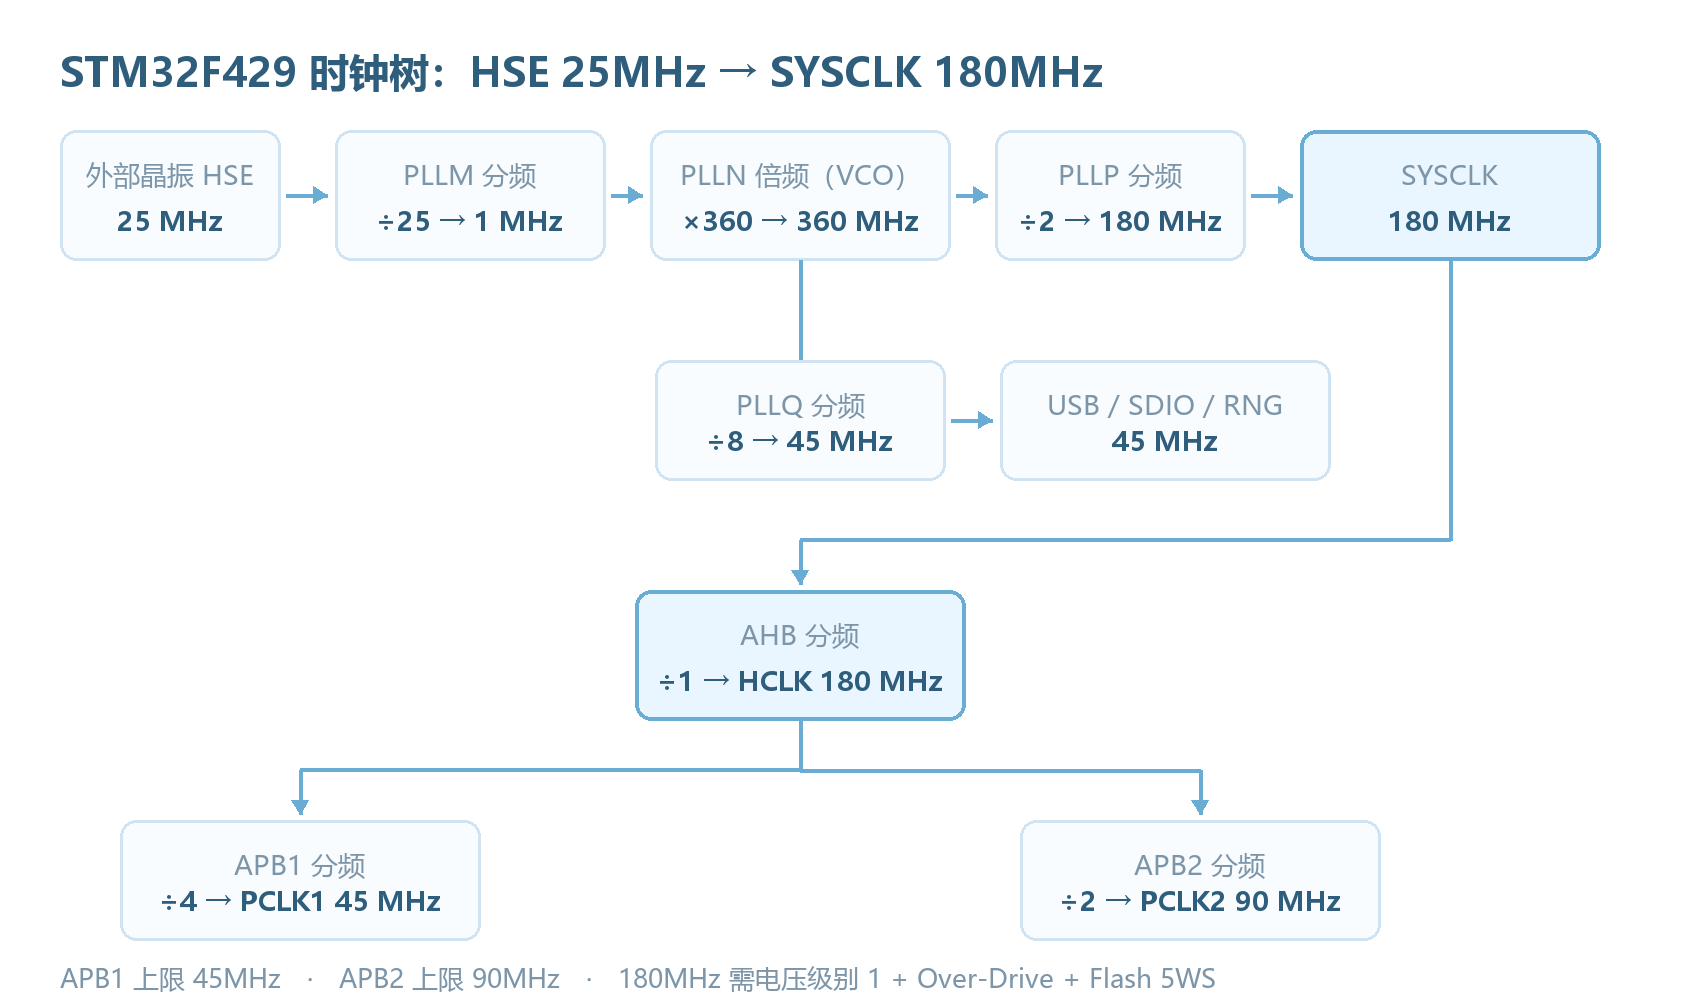 STM32F429 时钟树：HSE 25MHz → SYSCLK 180MHz
外部晶振 HSE
25 MHz
PLLM 分频
÷25 → 1 MHz
PLLN 倍频（VCO）
×360 → 360 MHz
PLLP 分频
÷2 → 180 MHz
SYSCLK
180 MHz
PLLQ 分频
÷8 → 45 MHz
USB / SDIO / RNG
45 MHz
AHB 分频
÷1 → HCLK 180 MHz
APB1 分频
÷4 → PCLK1 45 MHz
APB2 分频
÷2 → PCLK2 90 MHz
APB1 上限 45MHz · APB2 上限 90MHz · 180MHz 需电压级别 1 + Over-Drive + Flash 5WS